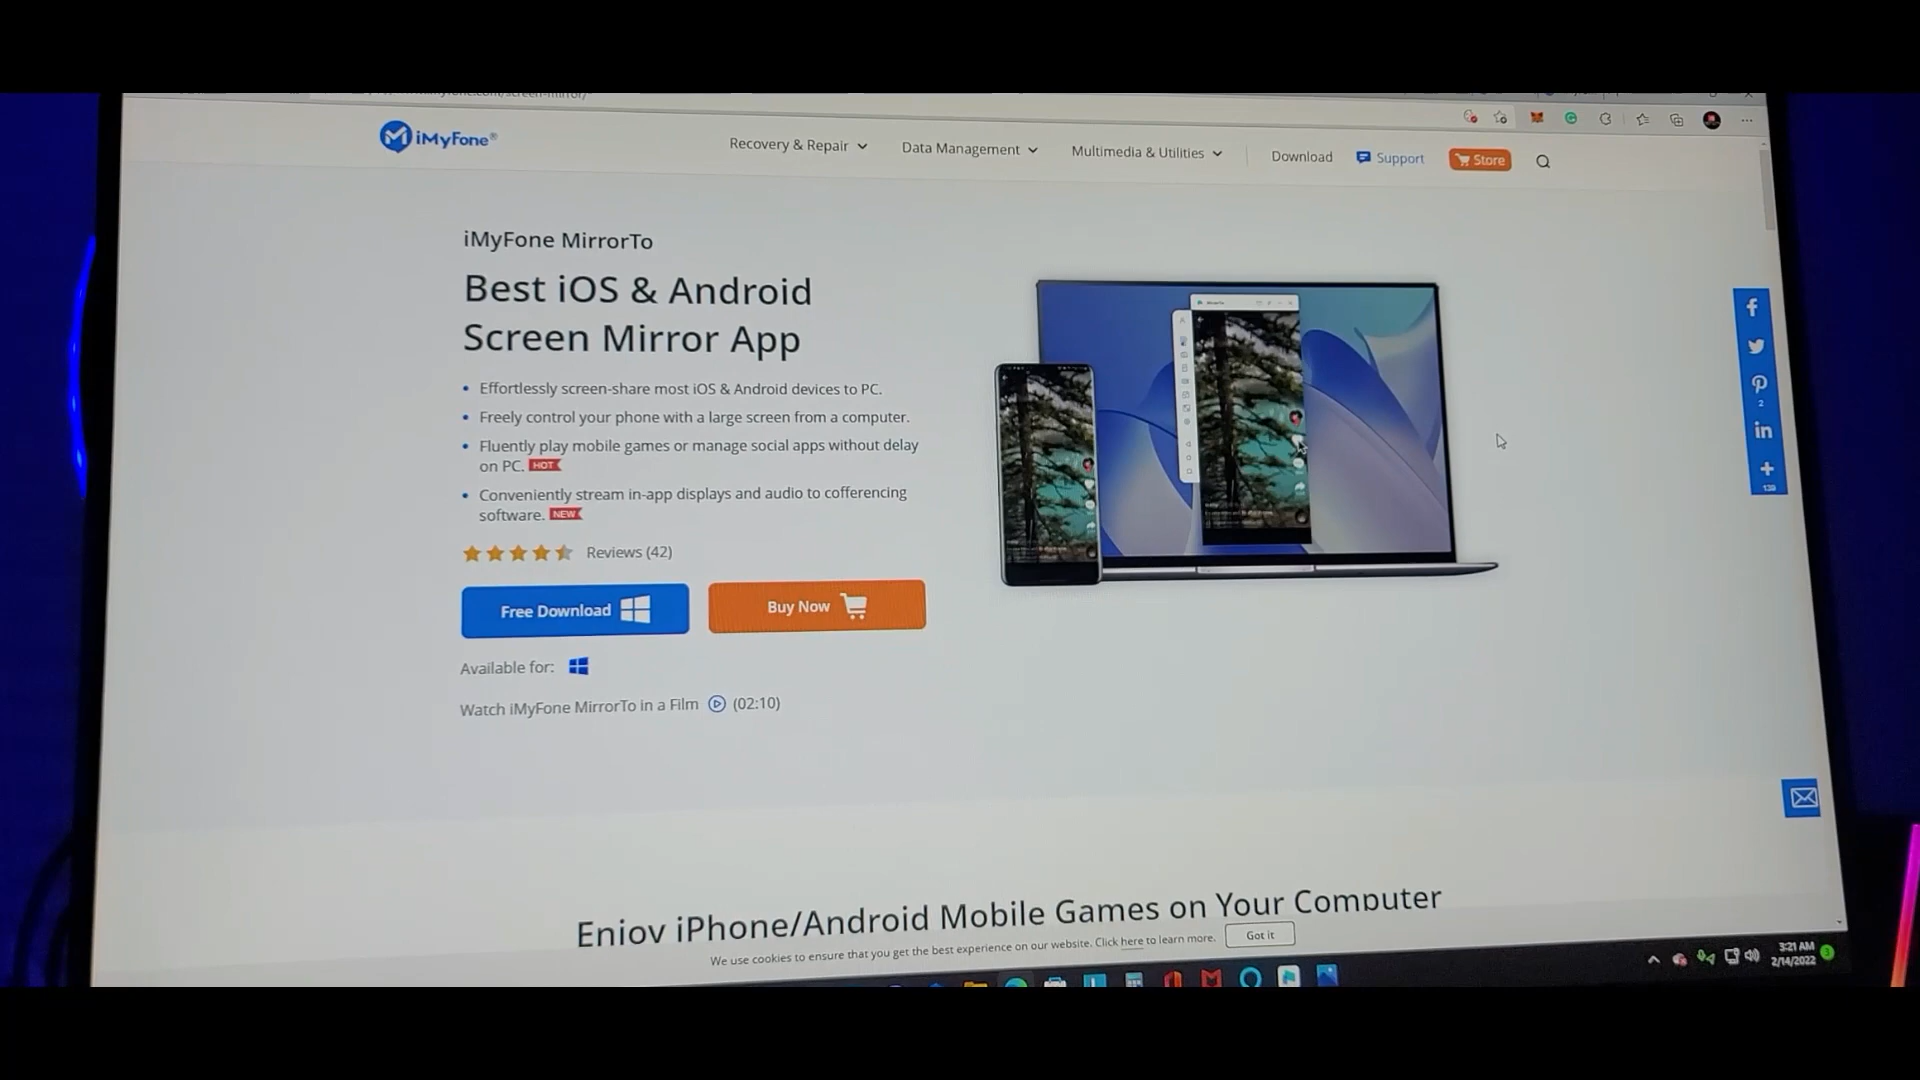 iMyFone®
Recovery & Repair
Data Management
Multimedia & Utilities
Download
Support
Store
iMyFone MirrorTo
Best iOS & Android
Screen Mirror App
Effortlessly screen-share most iOS & Android devices to PC.
Freely control your phone with a large screen from a computer.
Fluently play mobile games or manage social apps without delay
on PC. HOT
Conveniently stream in-app displays and audio to cofferencing
software. NEW
Reviews (42)
Free Download
Buy Now
Available for:
Watch iMyFone MirrorTo in a Film (02:10)
2
in
139
Enjoy iPhone/Android Mobile Games on Your Computer
We use cookies to ensure that you get the best experience on our website. Click here to learn more.
Got it
3:21 AM
2/14/2022
3